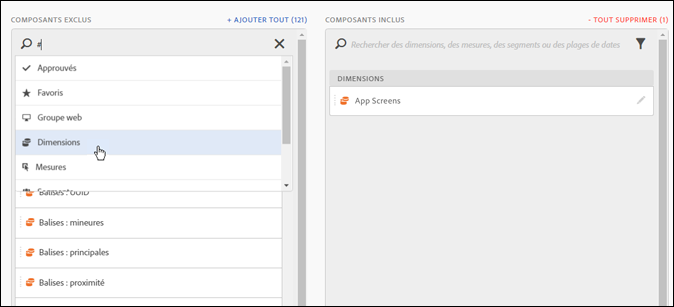 COMPOSANTS EXCLUS
+ AJOUTER TOUT (121)
#
Approuvés
Favoris
Groupe web
Dimensions
Mesures
Balises : UUID
Balises : mineures
Balises : principales
Balises : proximité
COMPOSANTS INCLUS
- TOUT SUPPRIMER (1)
Rechercher des dimensions, des mesures, des segments ou des plages de dates
DIMENSIONS
App Screens